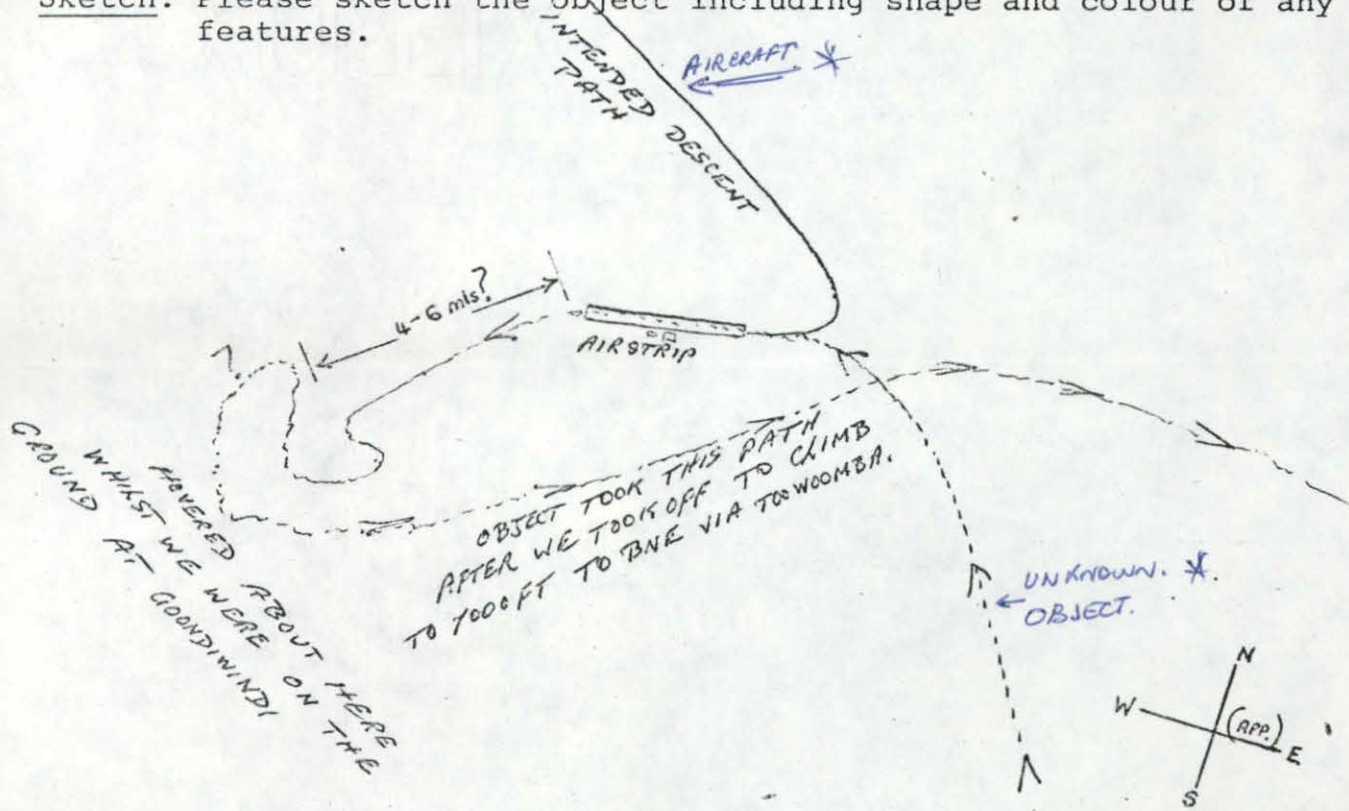 Sketch: Please sketch the object including shape and colour of any
features.
INTENDED DESCENT
PATH
AIRCRAFT *
4-6 mls?
AIRSTRIP
OBJECT TOOK THIS PATH
AFTER WE TOOK OFF TO CLIMB
TO 7000 FT TO BNE VIA TOOWOOMBA.
HOVERED ABOUT HERE
WHILST WE WERE ON THE
GROUND AT GOONDIWINDI
UNKNOWN. *.
OBJECT.
N
W
(APP.)
E
S